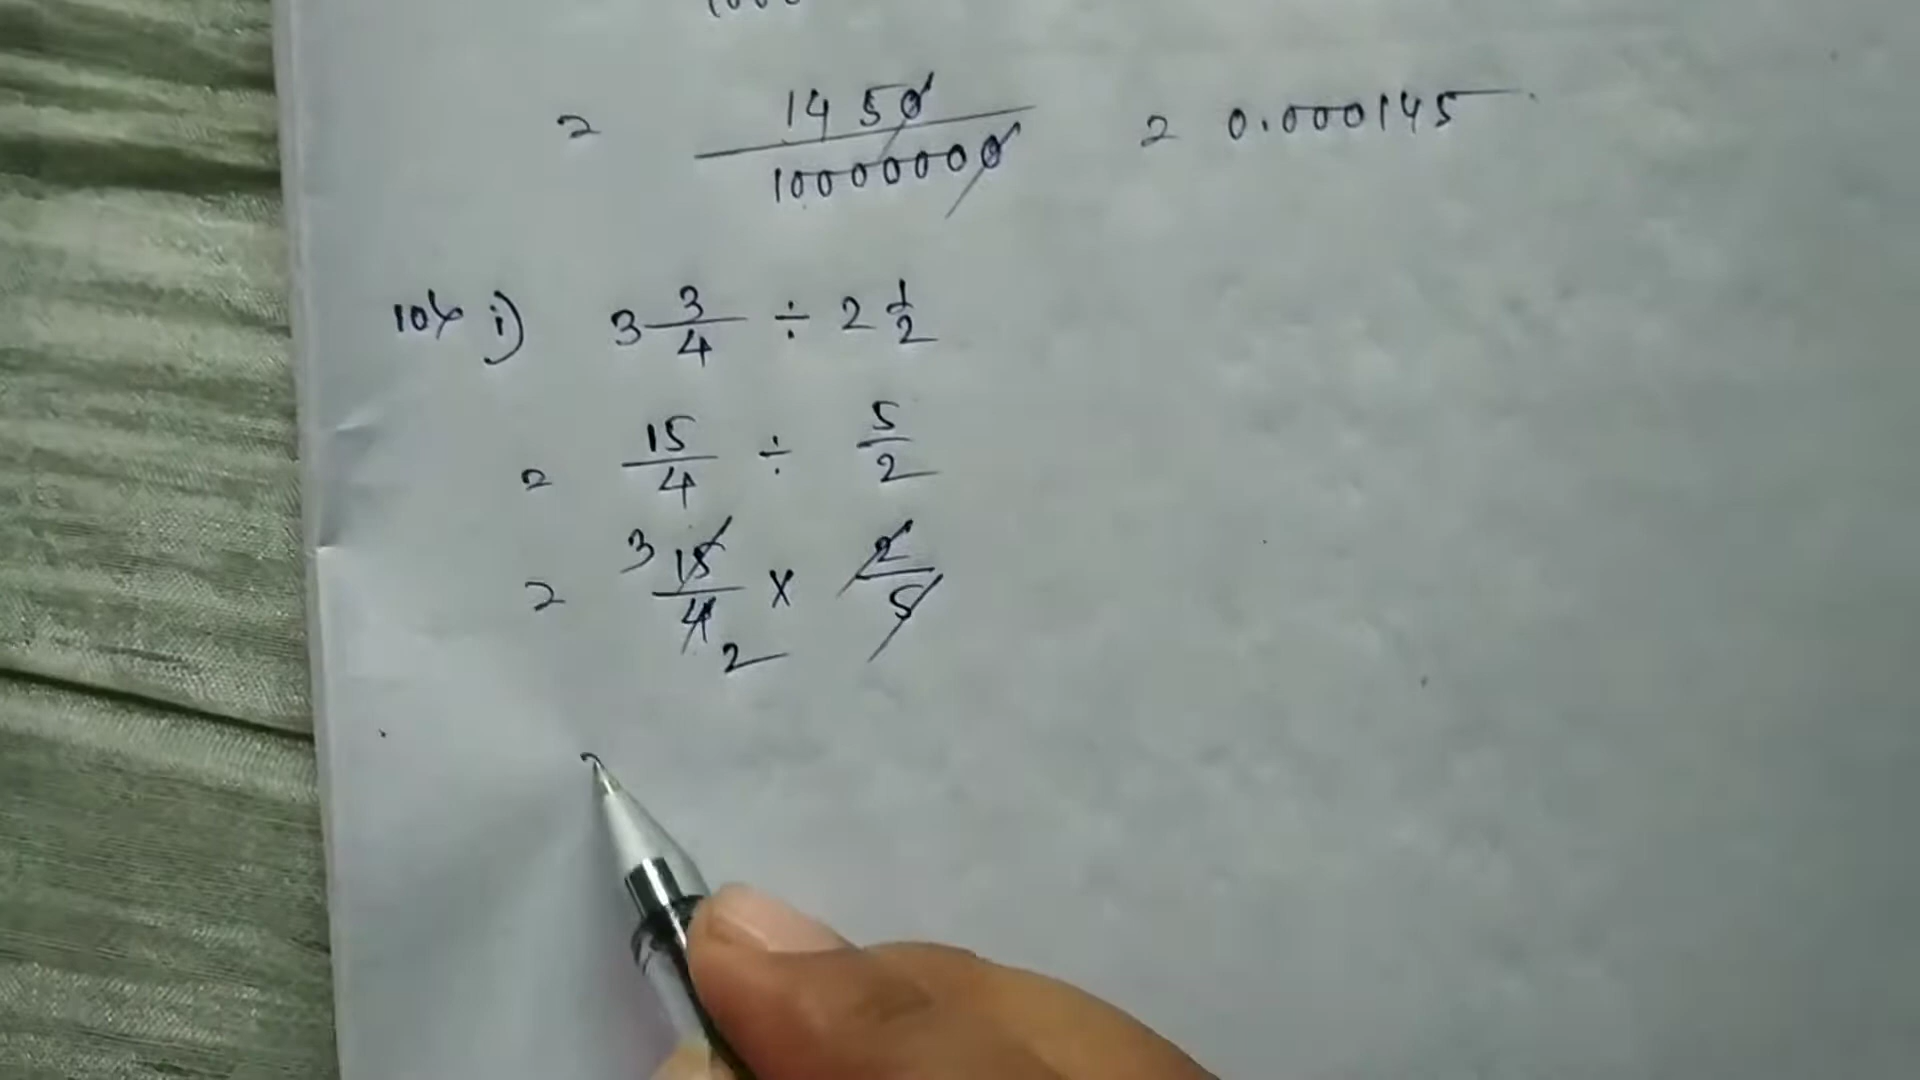 = 1450/10000000 = 0.000145
10) i) 3 3/4 ÷ 2 1/2
= 15/4 ÷ 5/2
= 3 15/4 2 × 2/5